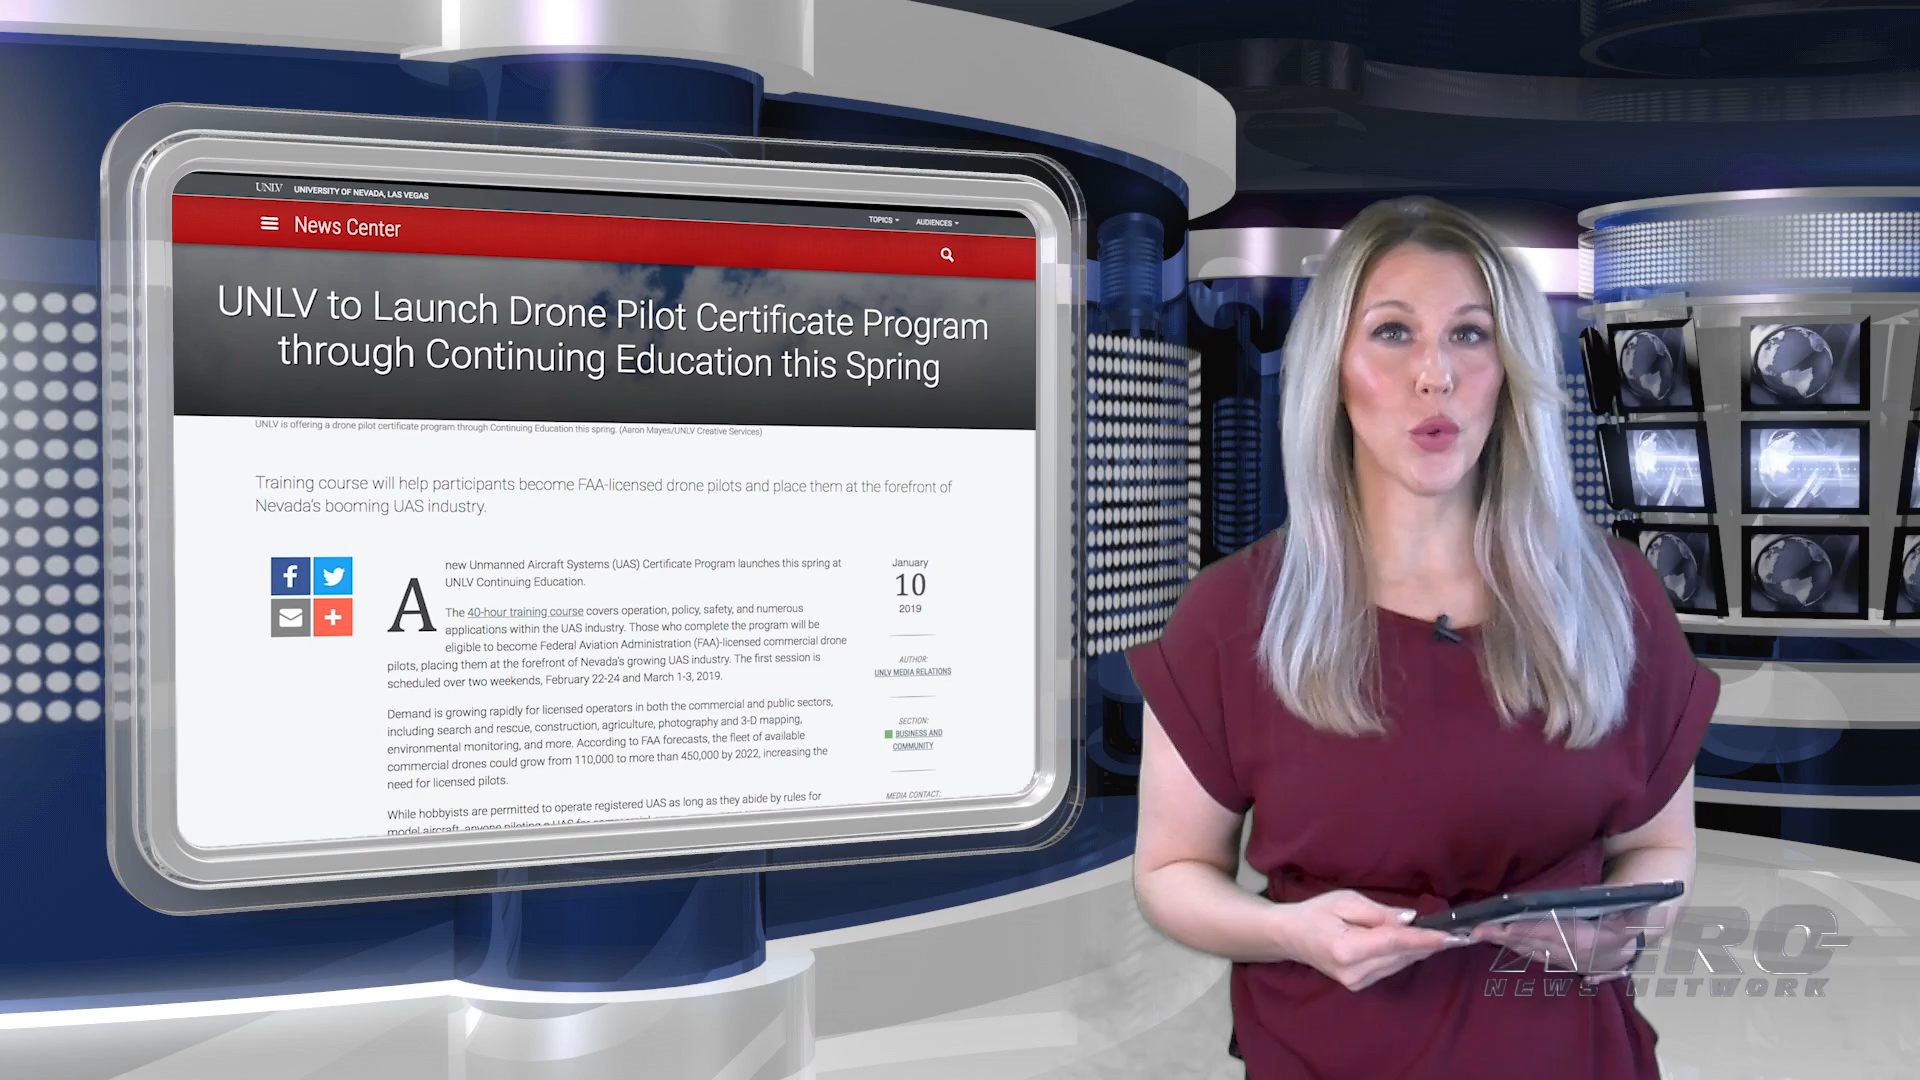 UNLV UNIVERSITY OF NEVADA, LAS VEGAS
TOPICS AUDIENCES
News Center
UNLV to Launch Drone Pilot Certificate Program
through Continuing Education this Spring
UNLV is offering a drone pilot certificate program through Continuing Education this spring. (Aaron Mayes/UNLV Creative Services)
Training course will help participants become FAA-licensed drone pilots and place them at the forefront of
Nevada's booming UAS industry.
A new Unmanned Aircraft Systems (UAS) Certificate Program launches this spring at
UNLV Continuing Education.
The 40-hour training course covers operation, policy, safety, and numerous
applications within the UAS industry. Those who complete the program will be
eligible to become Federal Aviation Administration (FAA)-licensed commercial drone
pilots, placing them at the forefront of Nevada's growing UAS industry. The first session is
scheduled over two weekends, February 22-24 and March 1-3, 2019.
Demand is growing rapidly for licensed operators in both the commercial and public sectors,
including search and rescue, construction, agriculture, photography and 3-D mapping,
environmental monitoring, and more. According to FAA forecasts, the fleet of available
commercial drones could grow from 110,000 to more than 450,000 by 2022, increasing the
need for licensed pilots.
While hobbyists are permitted to operate registered UAS as long as they abide by rules for
model aircraft, anyone piloting a UAS for commercial
January
10
2019
AUTHOR:
UNLV MEDIA RELATIONS
SECTION:
BUSINESS AND
COMMUNITY
MEDIA CONTACT:
AERO
NEWS NETWORK